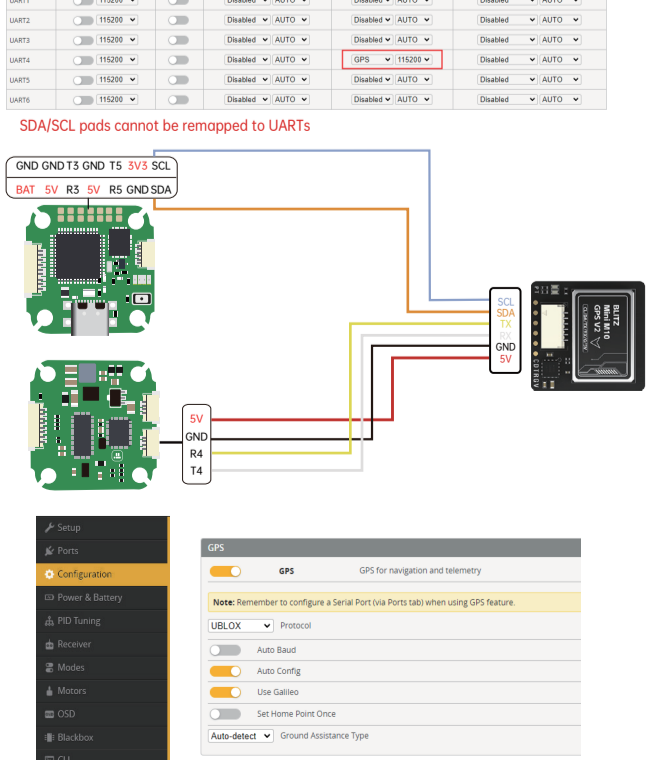 UART1 115200 Disabled AUTO Disabled AUTO Disabled AUTO
UART2 115200 Disabled AUTO Disabled AUTO Disabled AUTO
UART3 115200 Disabled AUTO Disabled AUTO Disabled AUTO
UART4 115200 Disabled AUTO GPS 115200 Disabled AUTO
UART5 115200 Disabled AUTO Disabled AUTO Disabled AUTO
UART6 115200 Disabled AUTO Disabled AUTO Disabled AUTO
SDA/SCL pads cannot be remapped to UARTs
GND GND T3 GND T5 3V3 SCL
BAT 5V R3 5V R5 GND SDA
SCL
SDA
TX
RX
GND
5V
BLITZ
Mini M10
GPS V2
5V
GND
R4
T4
Setup
Ports
Configuration
Power & Battery
PID Tuning
Receiver
Modes
Motors
OSD
Blackbox
CLI
GPS
GPS GPS for navigation and telemetry
Note: Remember to configure a Serial Port (via Ports tab) when using GPS feature.
UBLOX Protocol
Auto Baud
Auto Config
Use Galileo
Set Home Point Once
Auto-detect Ground Assistance Type